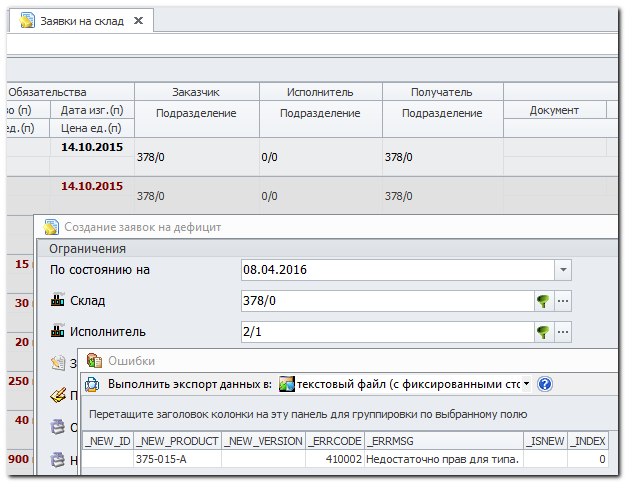 Заявки на склад
Обязательства Заказчик Исполнитель Получатель
во (п) Дата изг.(п) Подразделение Подразделение Подразделение Документ
ед.(п) Цена ед.(п)
14.10.2015 378/0 0/0 378/0
14.10.2015 378/0 0/0 378/0
Создание заявок на дефицит
Ограничения
По состоянию на 08.04.2016
15
Склад 378/0
30
Исполнитель 2/1
20
З
Ошибки
250
П
Выполнить экспорт данных в: текстовый файл (с фиксированными сто
40
О
Перетащите заголовок колонки на эту панель для группировки по выбранному полю
_NEW_ID _NEW_PRODUCT _NEW_VERSION _ERRCODE _ERRMSG _ISNEW _INDEX
900
Н
375-015-А 410002 Недостаточно прав для типа. 0